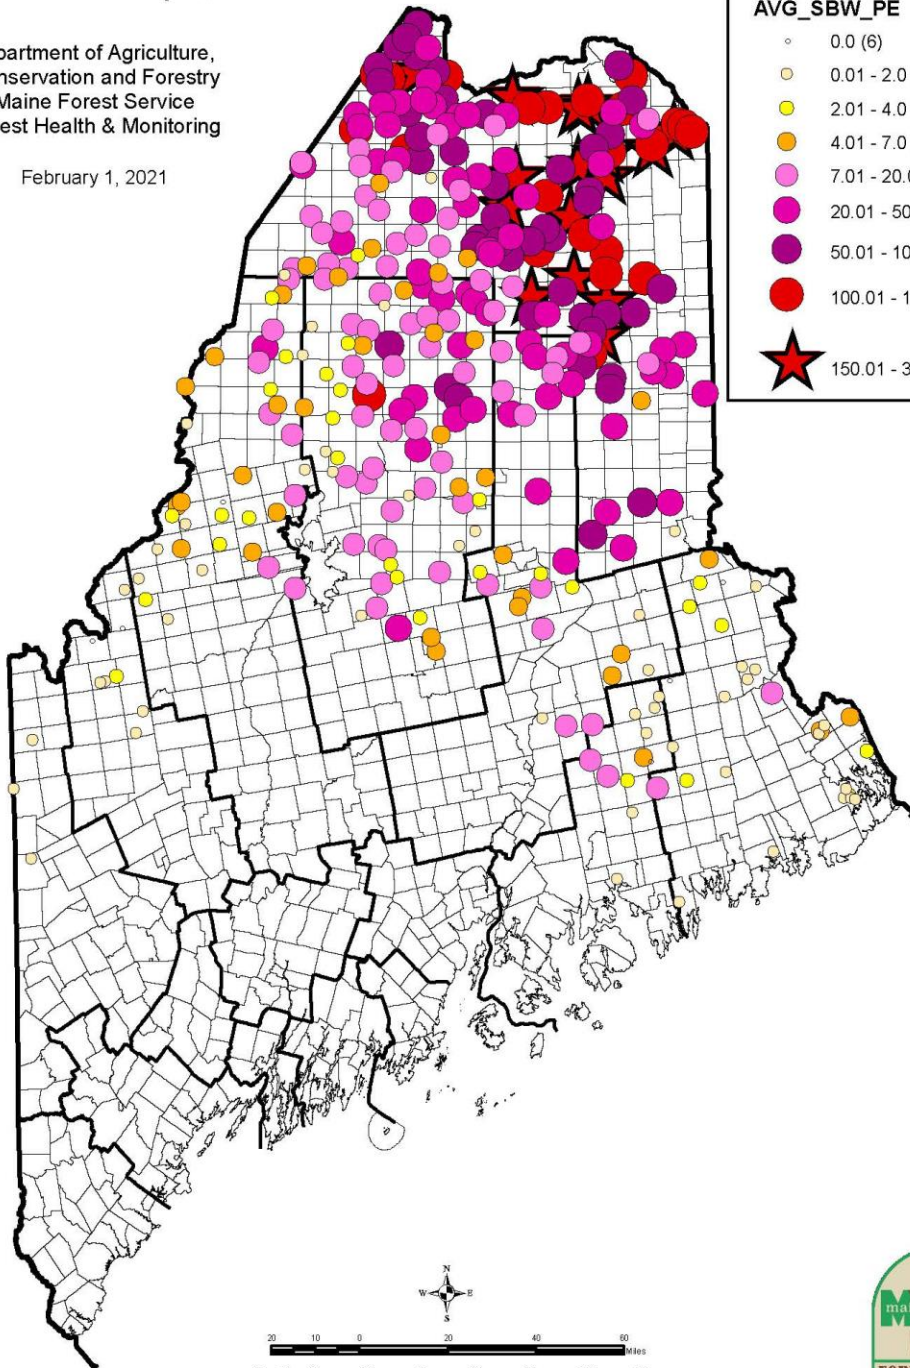 partment of Agriculture,
nservation and Forestry
Maine Forest Service
est Health & Monitoring
February 1, 2021
AVG_SBW_PE
0.0 (6)
0.01 - 2.0
2.01 - 4.0
4.01 - 7.0
7.01 - 20.0
20.01 - 50
50.01 - 10
100.01 - 1
150.01 - 3
N
W E
S
20 10 0 20 40 60
Miles